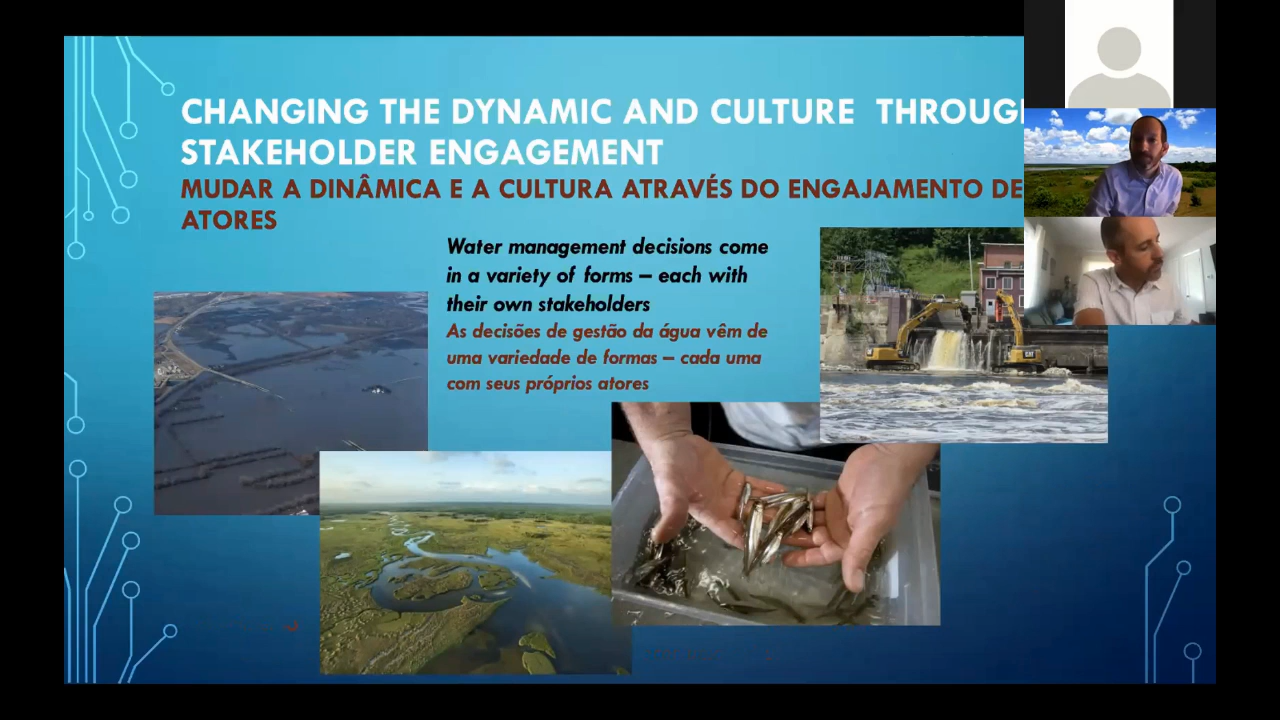 CHANGING THE DYNAMIC AND CULTURE THROUG
STAKEHOLDER ENGAGEMENT
MUDAR A DINÂMICA E A CULTURA ATRAVÉS DO ENGAJAMENTO DE
ATORES
Water management decisions come
in a variety of forms – each with
their own stakeholders
As decisões de gestão da água vêm de
uma variedade de formas – cada uma
com seus próprios atores